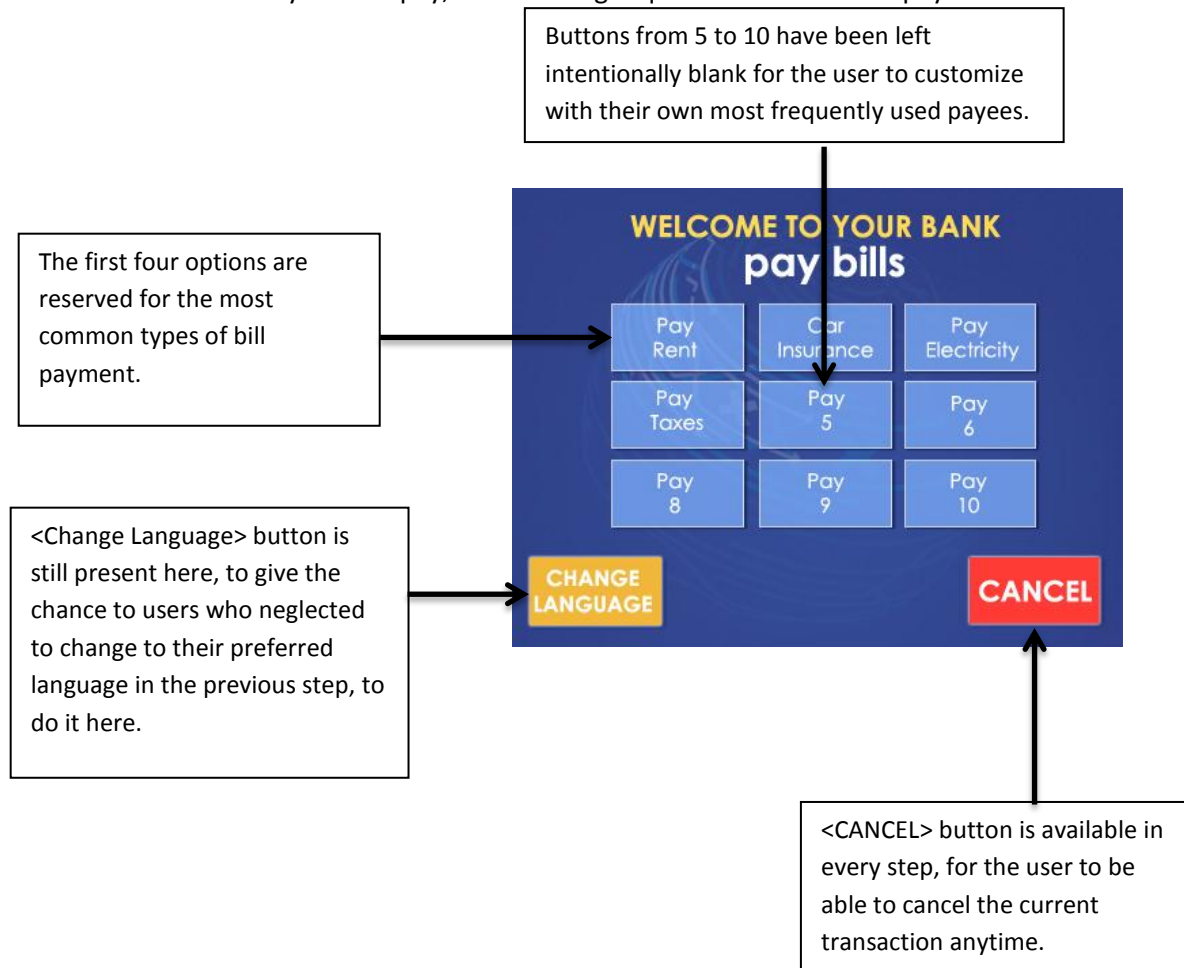 Buttons from 5 to 10 have been left
intentionally blank for the user to customize
with their own most frequently used payees.
WELCOME TO YOUR BANK
pay bills
The first four options are
reserved for the most
common types of bill
payment.
Pay
Rent
Car
Insurance
Pay
Electricity
Pay
Taxes
Pay
5
Pay
6
Pay
8
Pay
9
Pay
10
<Change Language> button is
still present here, to give the
chance to users who neglected
to change to their preferred
language in the previous step, to
do it here.
CHANGE
LANGUAGE
CANCEL
<CANCEL> button is available in
every step, for the user to be
able to cancel the current
transaction anytime.